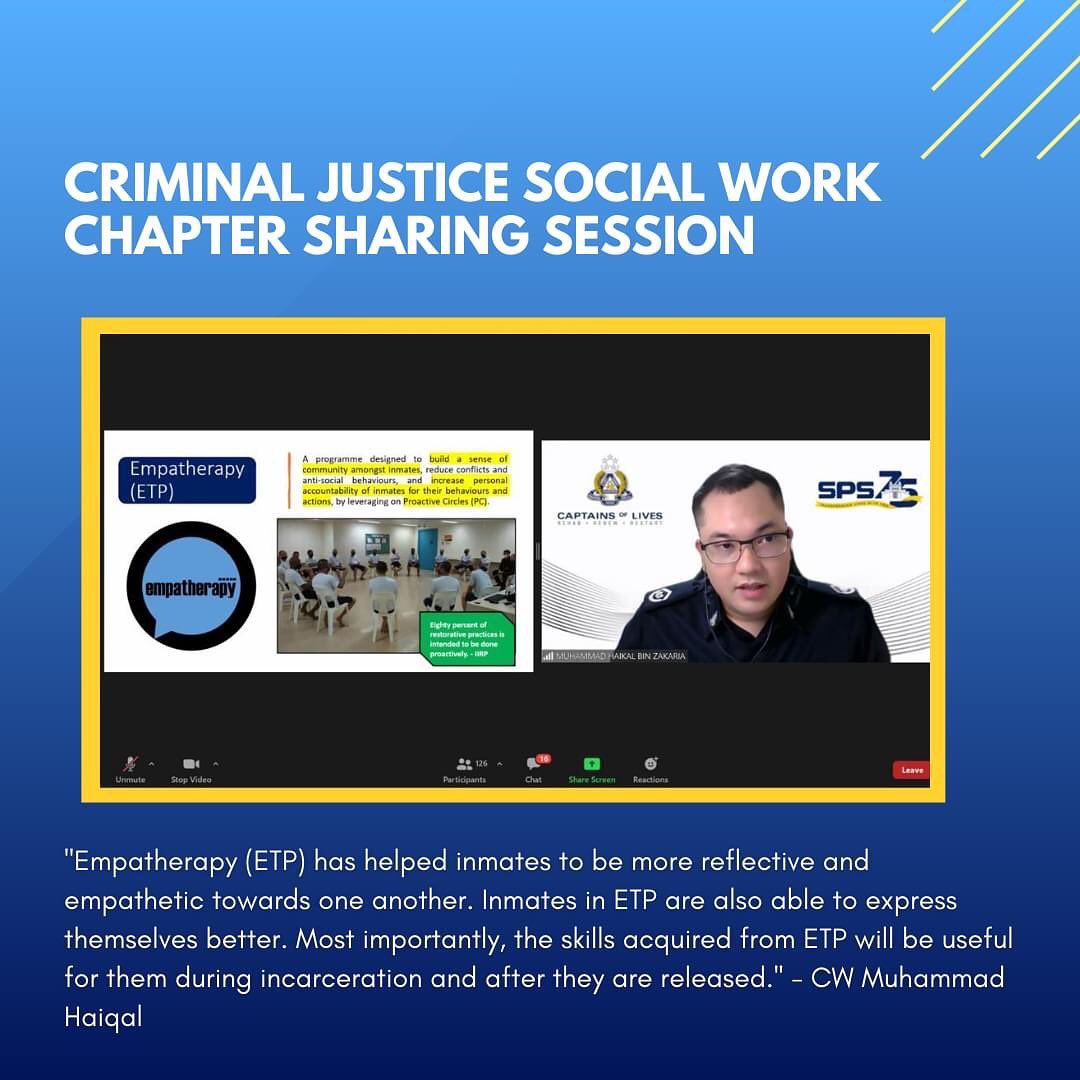 CRIMINAL JUSTICE SOCIAL WORK
CHAPTER SHARING SESSION
Empatherapy
(ETP)
A programme designed to build a sense of
community amongst inmates, reduce conflicts and
anti-social behaviours, and increase personal
accountability of inmates for their behaviours and
actions, by leveraging on Proactive Circles (PC).
empatherapy
Eighty percent of
restorative practices is
intended to be done
proactively. - IIRP
CAPTAINS OF LIVES
REHAB • RENEW • RESTART
SPS75
MUHAMMAD HAIKAL BIN ZAKARIA
Unmute
Stop Video
126
Participants
16
Chat
Share Screen
Reactions
Leave
"Empatherapy (ETP) has helped inmates to be more reflective and
empathetic towards one another. Inmates in ETP are also able to express
themselves better. Most importantly, the skills acquired from ETP will be useful
for them during incarceration and after they are released." - CW Muhammad
Haiqal